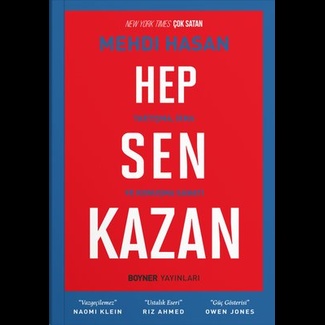 NEW YORK TIMES ÇOK SATAN
MEHDI HASAN
HEP
SEN
KAZAN
BOYNER YAYINLARI
"Vazgeçilemez" "Ustalık Eseri" "Güç Gösterisi"
NAOMI KLEIN RIZ AHMED OWEN JONES